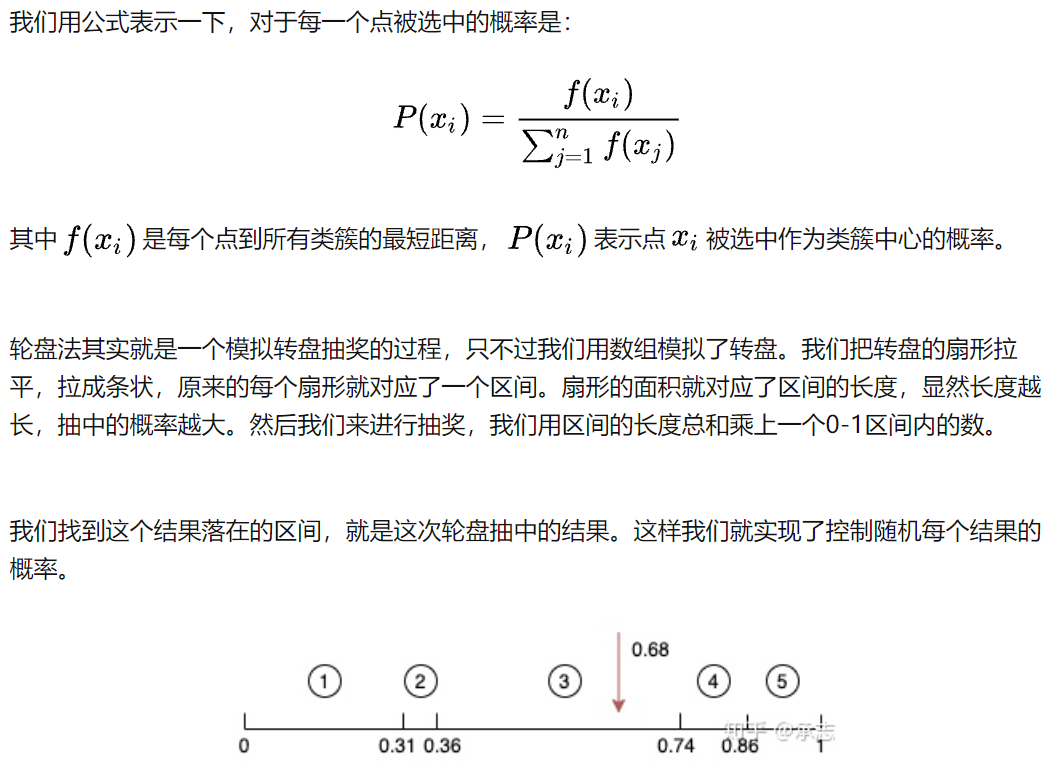 我们用公式表示一下，对于每一个点被选中的概率是：
P(x_i) = \frac{f(x_i)}{\sum_{j=1}^{n} f(x_j)}
其中 f(x_i) 是每个点到所有类簇的最短距离， P(x_i) 表示点 x_i 被选中作为类簇中心的概率。
轮盘法其实就是一个模拟转盘抽奖的过程，只不过我们用数组模拟了转盘。我们把转盘的扇形拉
平，拉成条状，原来的每个扇形就对应了一个区间。扇形的面积就对应了区间的长度，显然长度越
长，抽中的概率越大。然后我们来进行抽奖，我们用区间的长度总和乘上一个0-1区间内的数。
我们找到这个结果落在的区间，就是这次轮盘抽中的结果。这样我们就实现了控制随机每个结果的
概率。
0.68
① ② ③ ④ ⑤
知乎 @承志
0 0.31 0.36 0.74 0.86 1